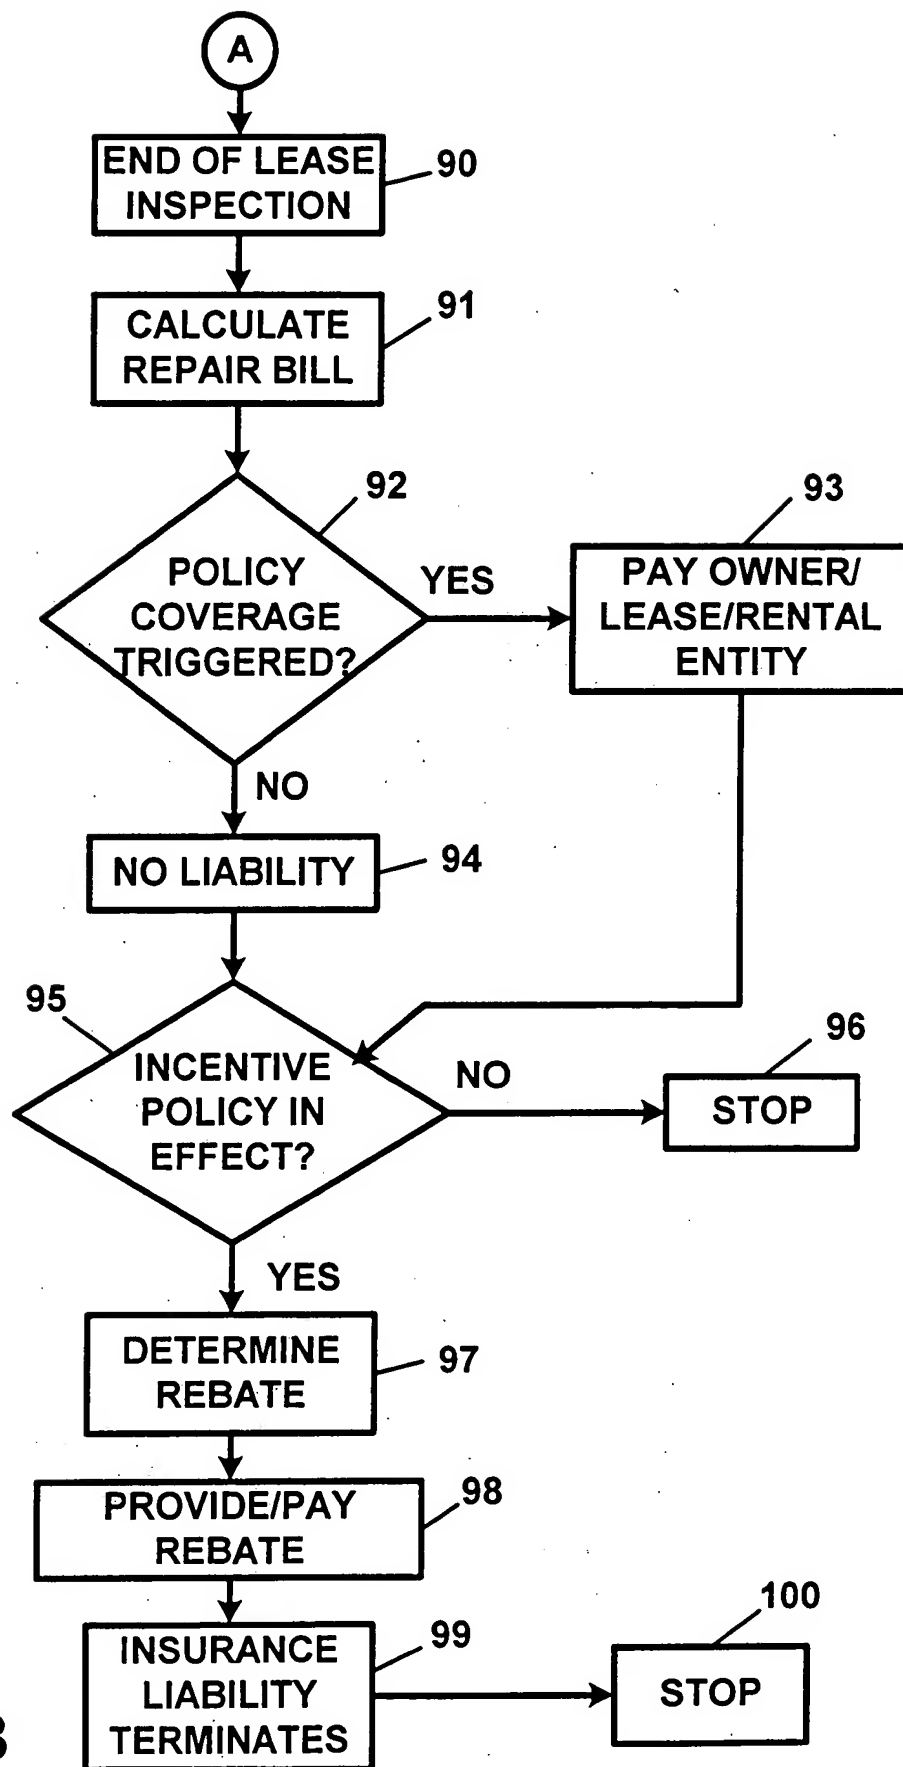 A
END OF LEASE
INSPECTION
90
CALCULATE
REPAIR BILL
91
92
POLICY
COVERAGE
TRIGGERED?
YES
93
PAY OWNER/
LEASE/RENTAL
ENTITY
NO
NO LIABILITY
94
95
INCENTIVE
POLICY IN
EFFECT?
NO
96
STOP
YES
DETERMINE
REBATE
97
PROVIDE/PAY
REBATE
98
INSURANCE
LIABILITY
TERMINATES
99
100
STOP